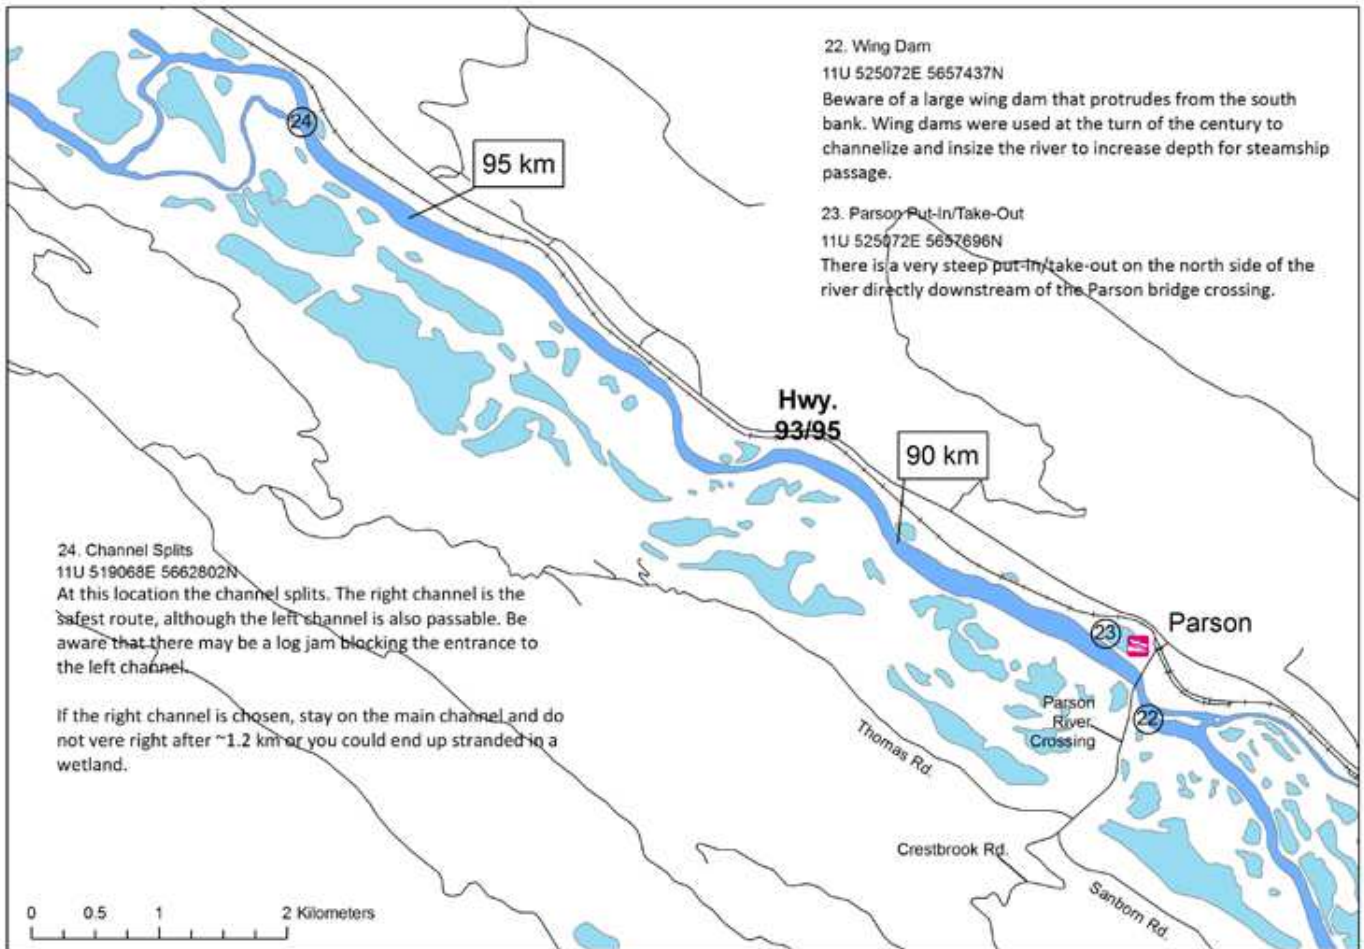 22. Wing Dam
11U 525072E 5657437N
Beware of a large wing dam that protrudes from the south
bank. Wing dams were used at the turn of the century to
channelize and insize the river to increase depth for steamship
passage.
23. Parson Put-In/Take-Out
11U 525072E 5657696N
There is a very steep put-in/take-out on the north side of the
river directly downstream of the Parson bridge crossing.
24
95 km
Hwy.
93/95
90 km
24. Channel Splits
11U 519068E 5662802N
At this location the channel splits. The right channel is the
safest route, although the left channel is also passable. Be
aware that there may be a log jam blocking the entrance to
the left channel.
If the right channel is chosen, stay on the main channel and do
not vere right after ~1.2 km or you could end up stranded in a
wetland.
23
Parson
22
Parson
River
Crossing
Thomas Rd.
Crestbrook Rd.
Sanborn Rd.
0 0.5 1 2 Kilometers